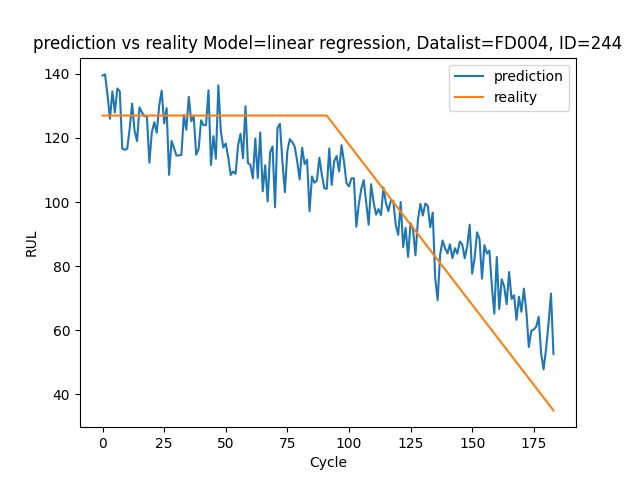 prediction vs reality Model=linear regression, Datalist=FD004, ID=244
prediction
reality
RUL
140
120
100
80
60
40
0 25 50 75 100 125 150 175
Cycle